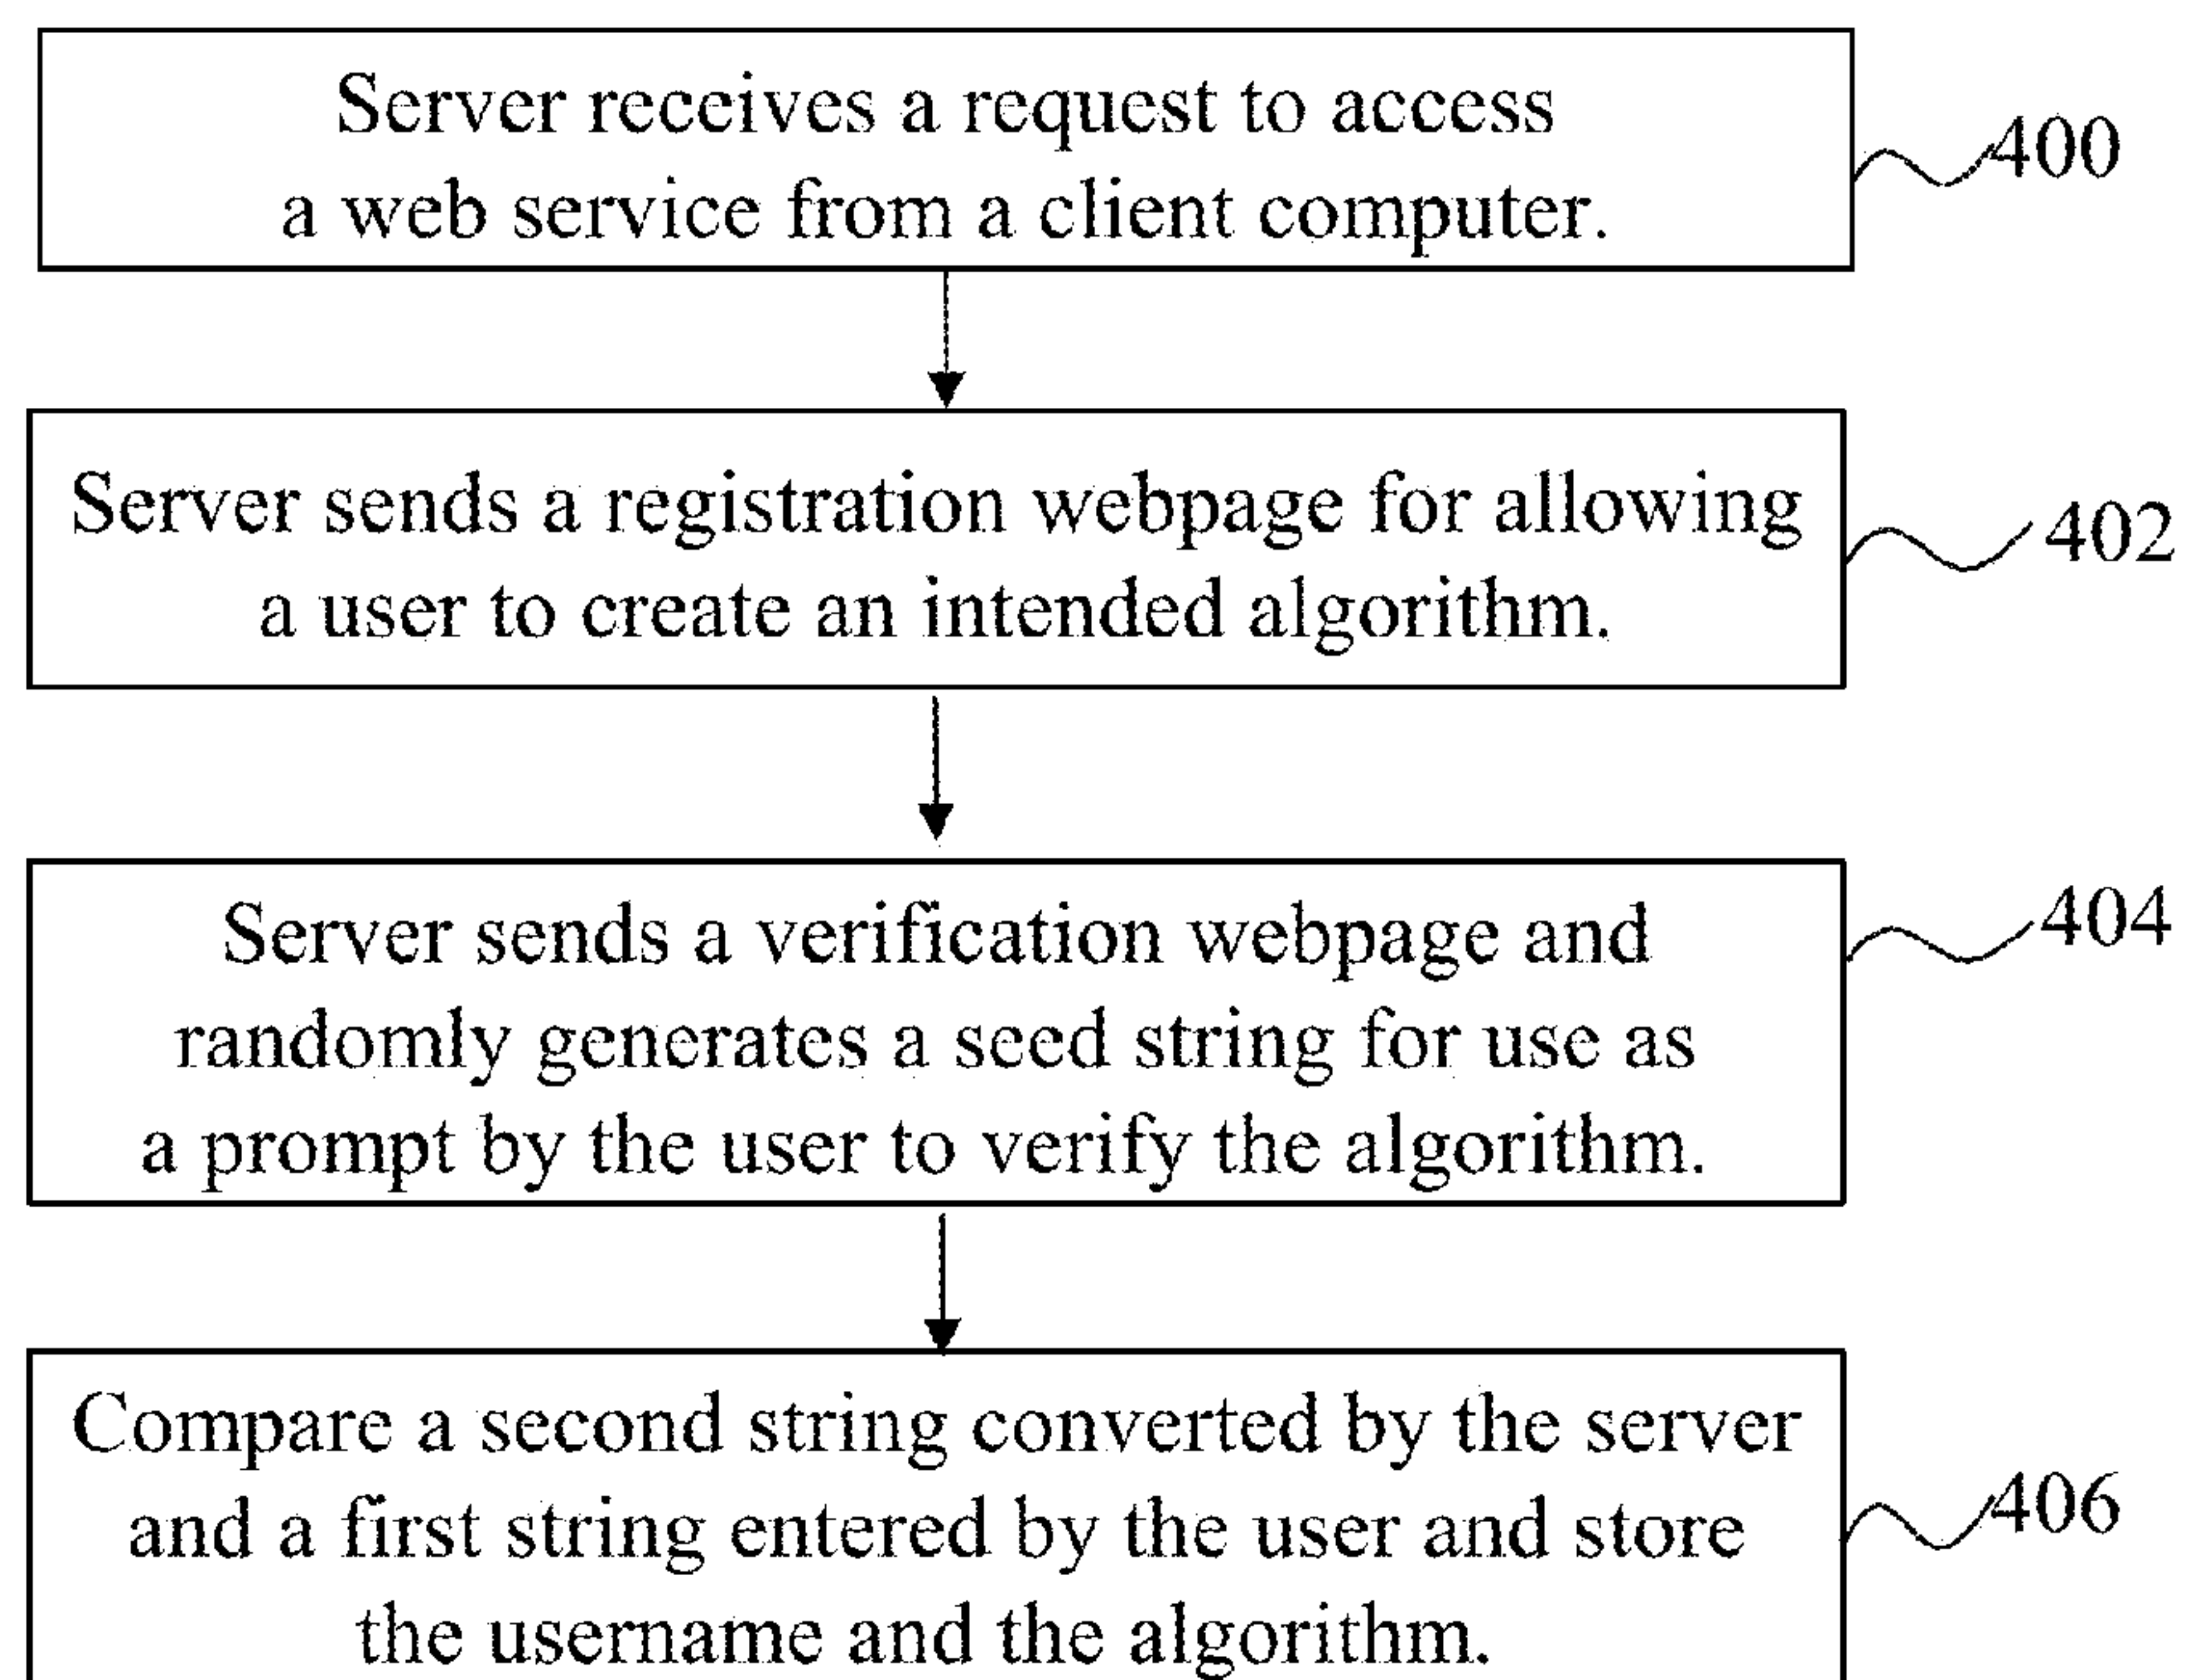 Server receives a request to access
a web service from a client computer.
400
Server sends a registration webpage for allowing
a user to create an intended algorithm.
402
Server sends a verification webpage and
randomly generates a seed string for use as
a prompt by the user to verify the algorithm.
404
Compare a second string converted by the server
and a first string entered by the user and store
the username and the algorithm.
406